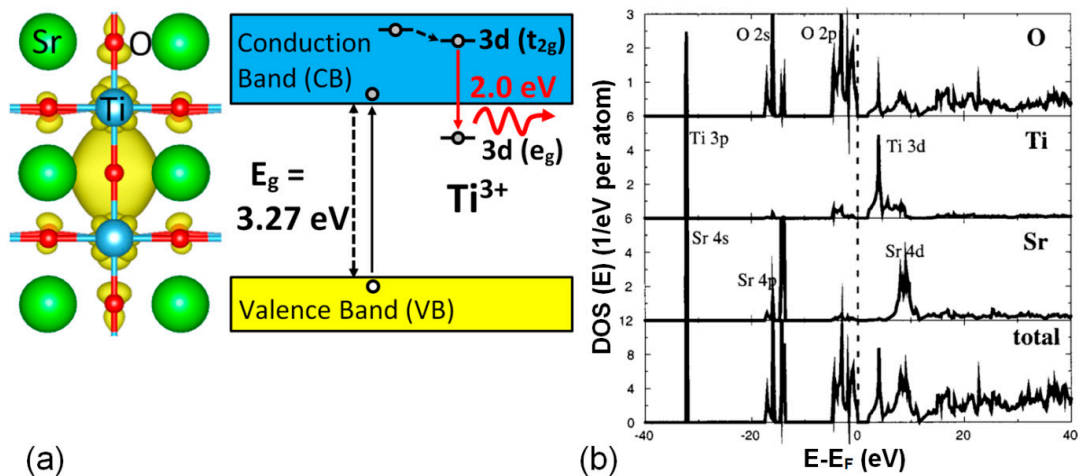 (a)
Sr
O
Ti
Conduction
Band (CB)
3d (t2g)
2.0 eV
3d (eg)
Eg =
3.27 eV
Ti3+
Valence Band (VB)
(b)
DOS (E) (1/eV per atom)
3
O 2s
O 2p
O
2
1
0
6
Ti 3p
Ti 3d
Ti
4
2
0
6
Sr 4s
Sr 4p
Sr 4d
Sr
4
2
0
12
total
8
4
0
-40
-20
0
20
40
E-EF (eV)